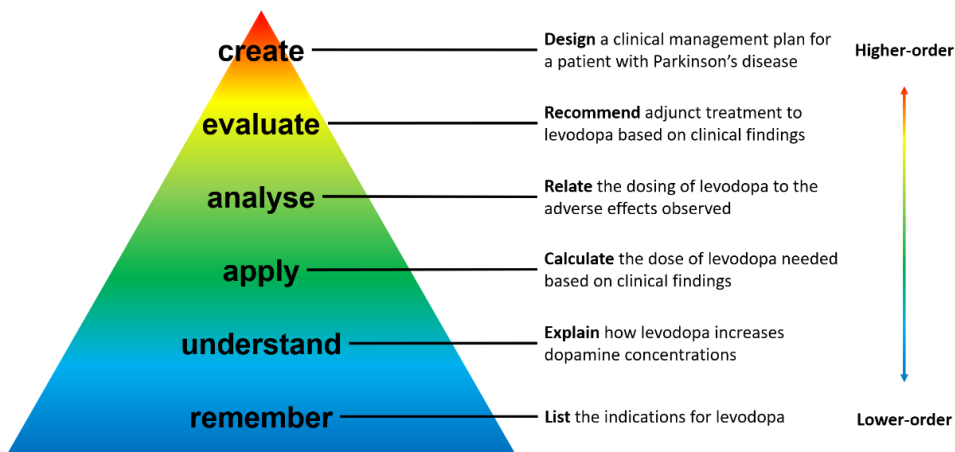 create
Design a clinical management plan for
a patient with Parkinson’s disease
Higher-order
evaluate
Recommend adjunct treatment to
levodopa based on clinical findings
analyse
Relate the dosing of levodopa to the
adverse effects observed
apply
Calculate the dose of levodopa needed
based on clinical findings
understand
Explain how levodopa increases
dopamine concentrations
remember
List the indications for levodopa
Lower-order